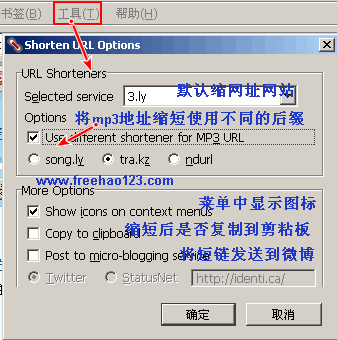 书签(B) 工具(T) 帮助(H)
Shorten URL Options
URL Shorteners
Selected service 3.ly 默认缩网址网站
Options 将mp3地址缩短使用不同的后缀
Use different shortener for MP3 URL
song.ly tra.kz ndurl
www.freehao123.com
More Options 菜单中显示图标
Show icons on context menus
缩短后是否复制到剪粘板
Copy to clipboard
将短链发送到微博
Post to micro-blogging service
Twitter StatusNet http://identi.ca/
确定 取消